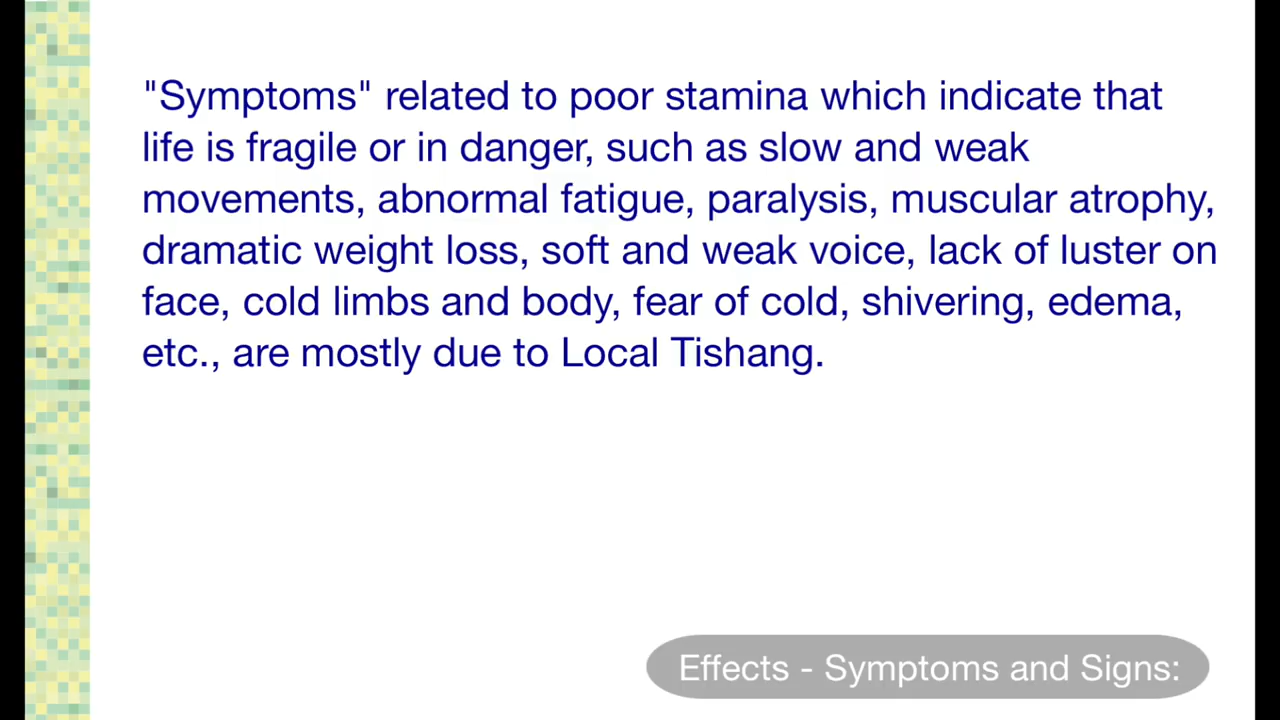 "Symptoms" related to poor stamina which indicate that
life is fragile or in danger, such as slow and weak
movements, abnormal fatigue, paralysis, muscular atrophy,
dramatic weight loss, soft and weak voice, lack of luster on
face, cold limbs and body, fear of cold, shivering, edema,
etc., are mostly due to Local Tishang.
Effects - Symptoms and Signs: